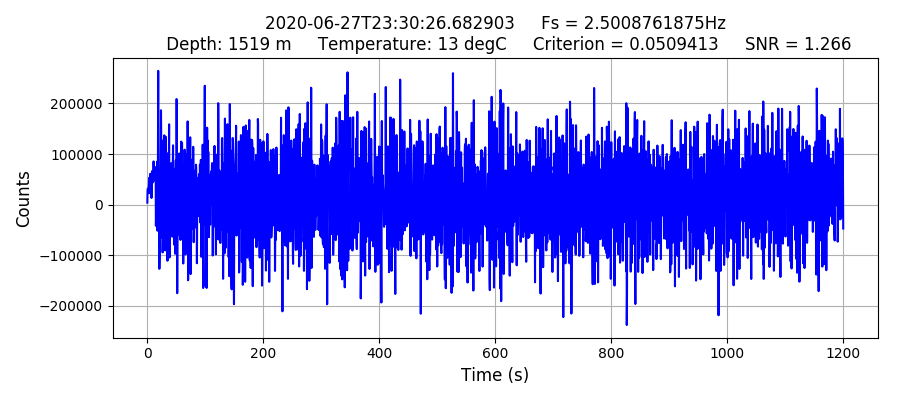 2020-06-27T23:30:26.682903 Fs = 2.5008761875Hz
Depth: 1519 m Temperature: 13 degC Criterion = 0.0509413 SNR = 1.266
200000
100000
0
−100000
−200000
Counts
0 200 400 600 800 1000 1200
Time (s)